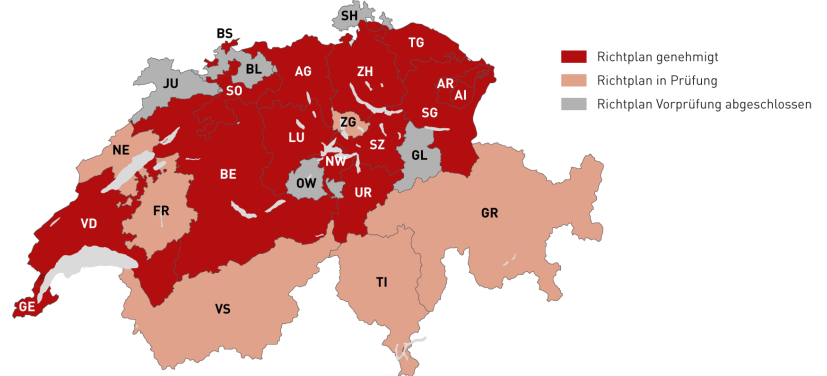 SH
BS
TG
BL
AG
ZH
JU
AR
SO
AI
SG
ZG
LU
NE
SZ
GL
NW
BE
OW
UR
FR
GR
VD
TI
GE
VS
Richtplan genehmigt
Richtplan in Prüfung
Richtplan Vorprüfung abgeschlossen